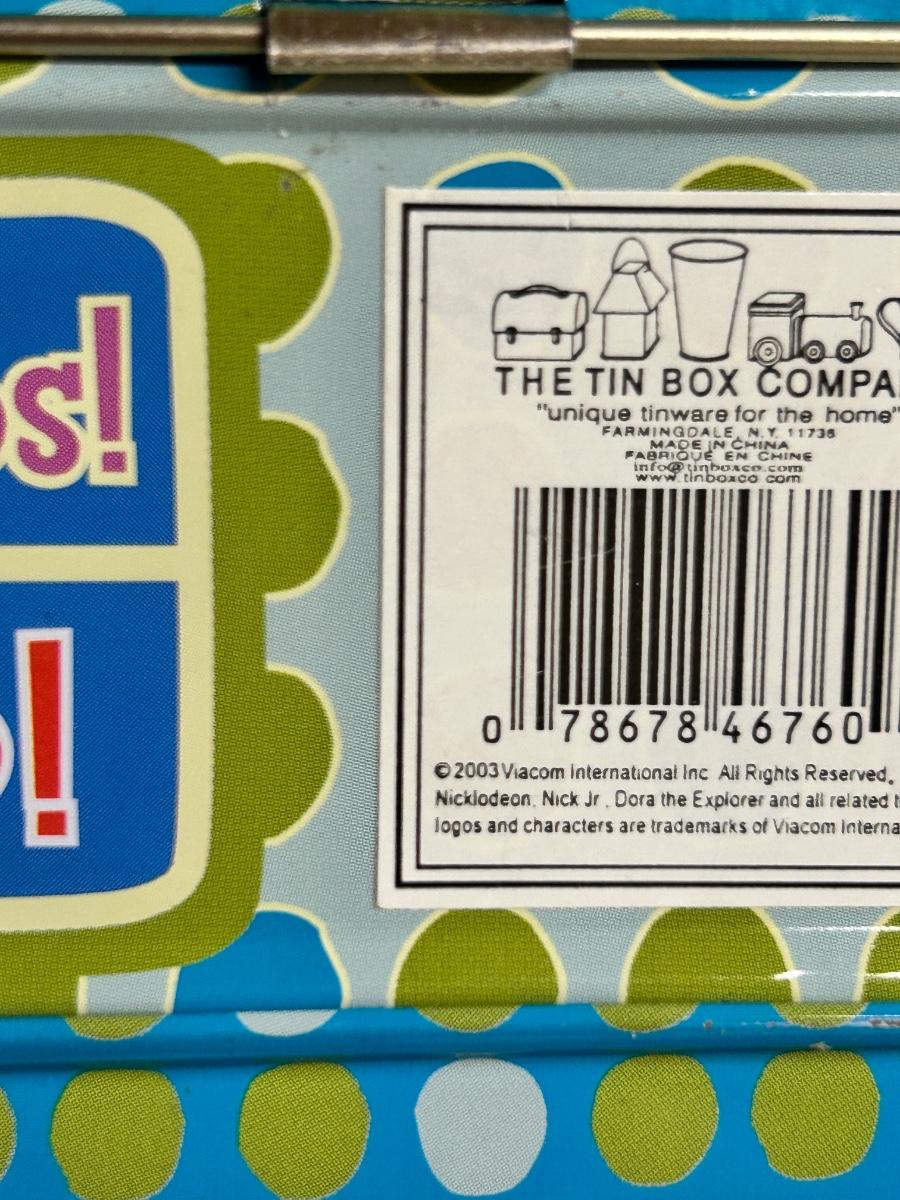 s!
!
THE TIN BOX COMPA
"unique tinware for the home"
FARMINGDALE, N.Y. 11735
MADE IN CHINA
FABRIQUE EN CHINE
info@tinboxco.com
www.tinboxco.com
0 78678 46760
©2003 Viacom International Inc All Rights Reserved.
Nicklodeon, Nick Jr., Dora the Explorer and all related t
logos and characters are trademarks of Viacom Interna